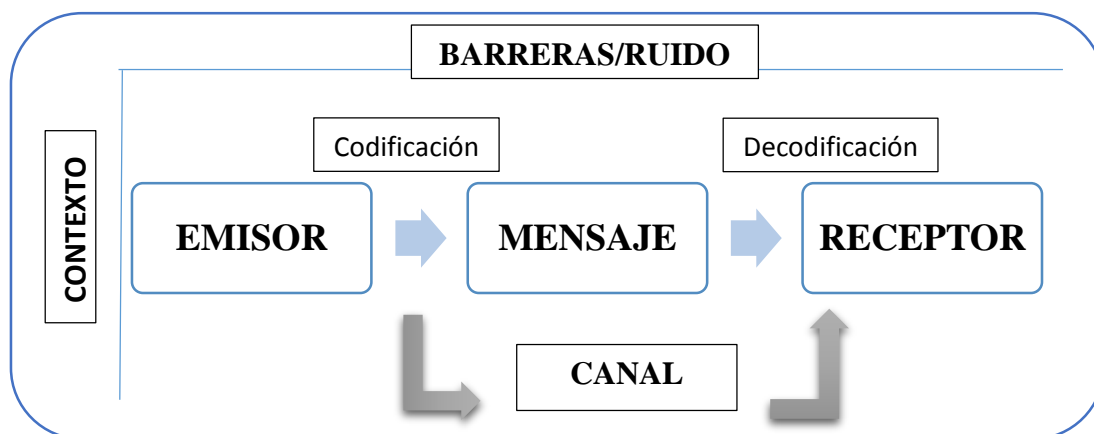 BARRERAS/RUIDO
Codificación
Decodificación
CONTEXTO
EMISOR
MENSAJE
RECEPTOR
CANAL